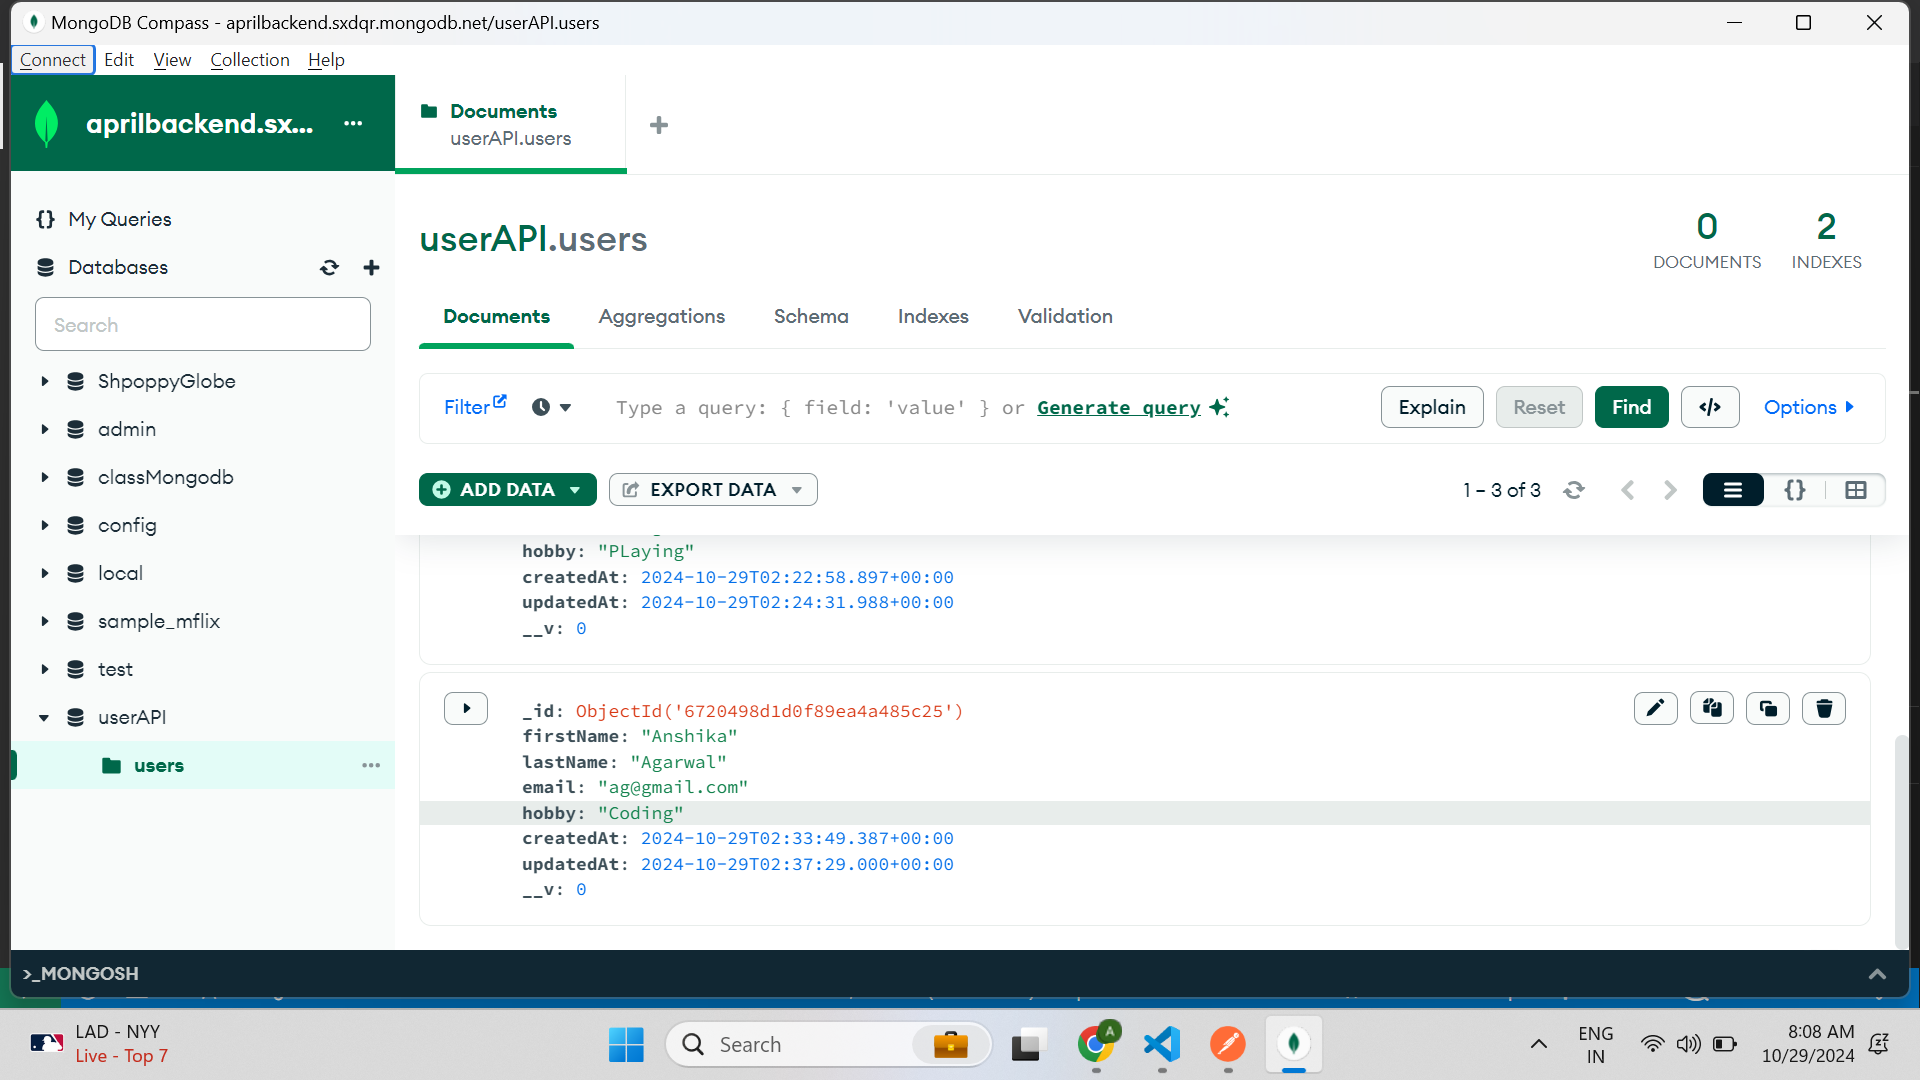 MongoDB Compass - aprilbackend.sxdqr.mongodb.net/userAPI.users
Connect Edit View Collection Help
aprilbackend.sx... ...
Documents
userAPI.users
My Queries
Databases
Search
ShpoppyGlobe
admin
classMongodb
config
local
sample_mflix
test
userAPI
users
userAPI.users
0
DOCUMENTS
2
INDEXES
Documents Aggregations Schema Indexes Validation
Filter Type a query: { field: 'value' } or Generate query Explain Reset Find </> Options
ADD DATA EXPORT DATA 1 – 3 of 3 {}
hobby: "PLaying"
createdAt: 2024-10-29T02:22:58.897+00:00
updatedAt: 2024-10-29T02:24:31.988+00:00
__v: 0
_id: ObjectId('6720498d1d0f89ea4a485c25')
firstName: "Anshika"
lastName: "Agarwal"
email: "ag@gmail.com"
hobby: "Coding"
createdAt: 2024-10-29T02:33:49.387+00:00
updatedAt: 2024-10-29T02:37:29.000+00:00
__v: 0
>_MONGOSH
LAD - NYY
Live - Top 7
Search
A
ENG
IN
8:08 AM
10/29/2024